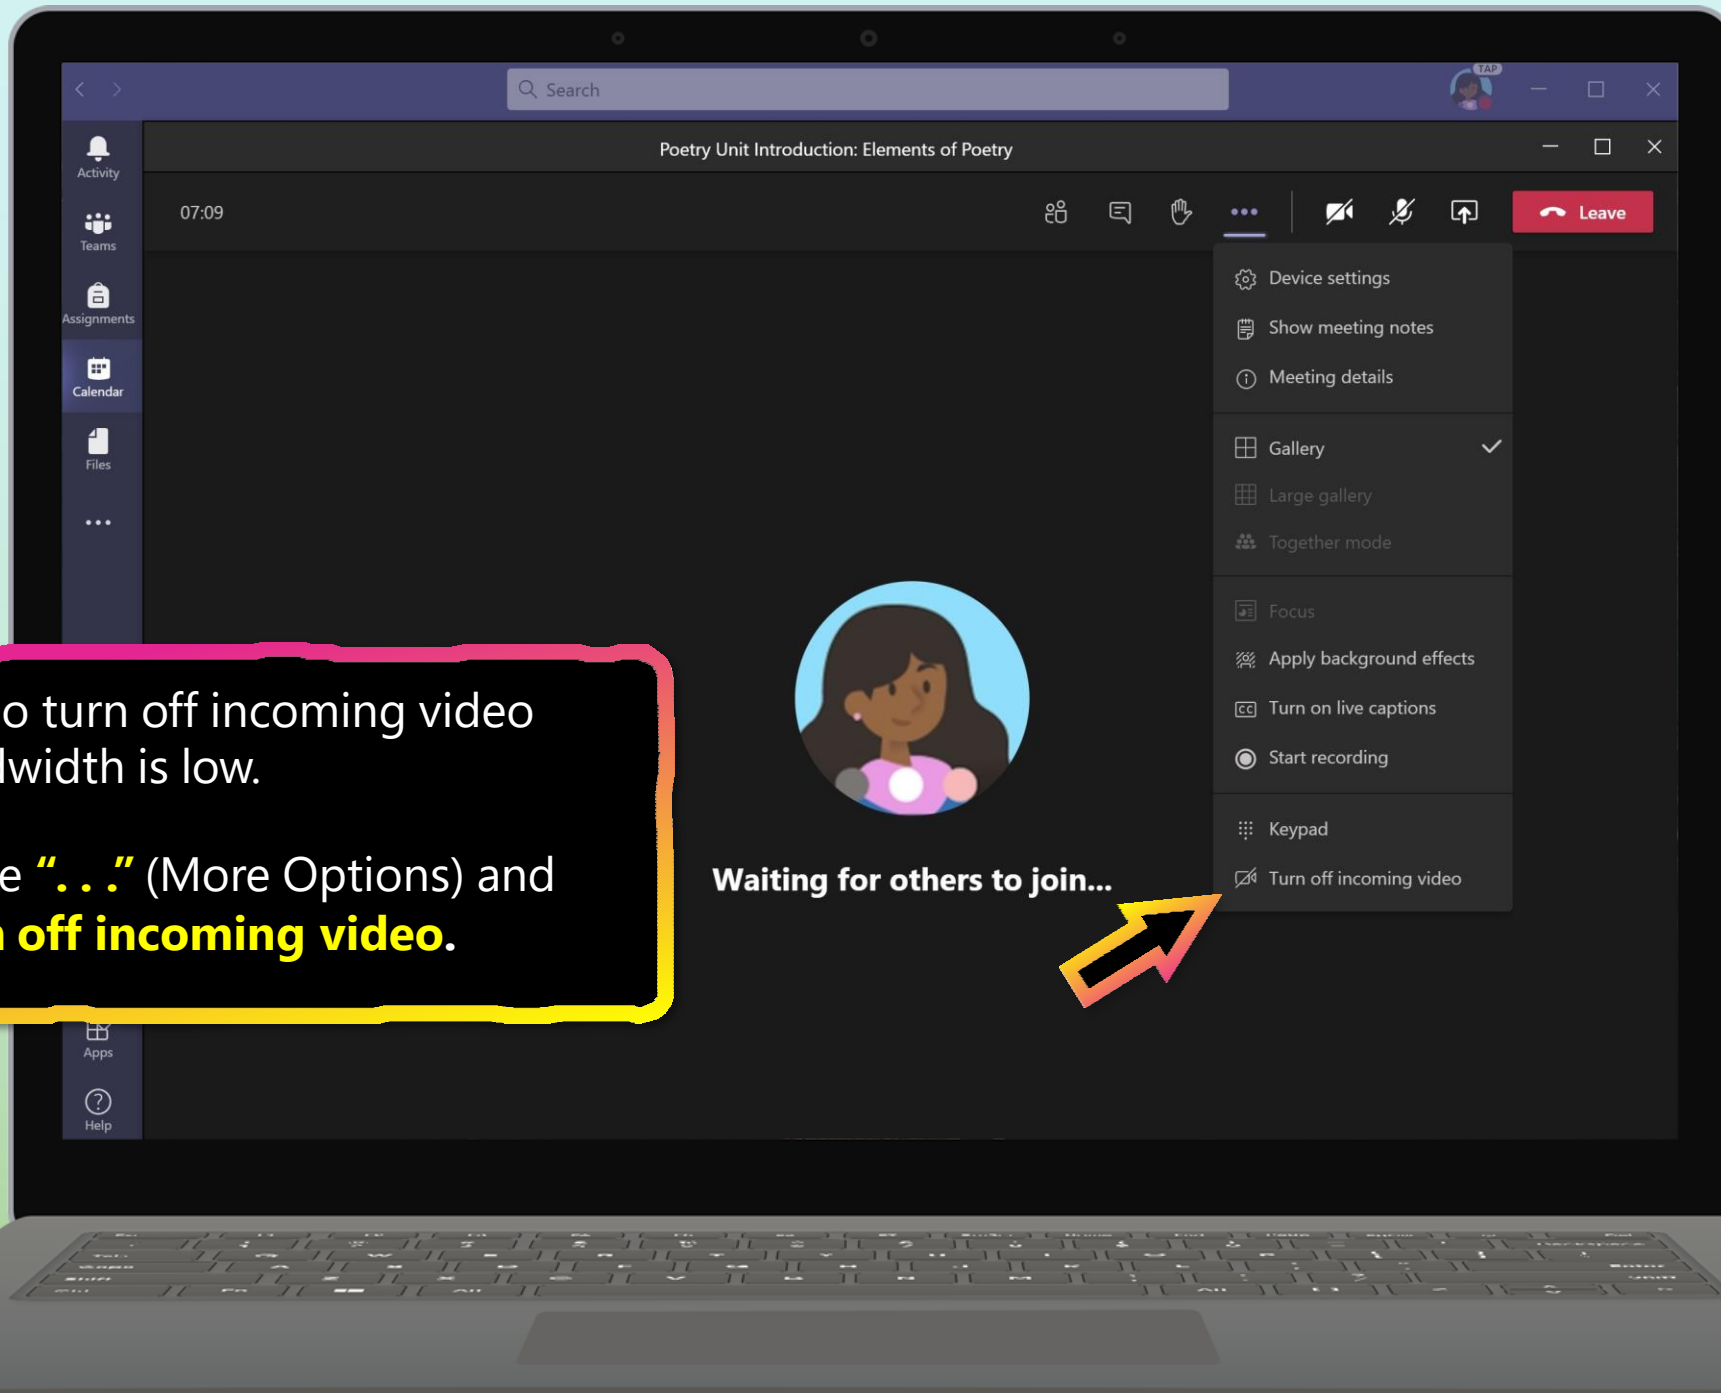 Search
TAP
Poetry Unit Introduction: Elements of Poetry
Activity
07:09
Leave
Teams
Assignments
Calendar
Files
Device settings
Show meeting notes
Meeting details
Gallery
Large gallery
Together mode
Focus
Apply background effects
Turn on live captions
Start recording
Keypad
Turn off incoming video
o turn off incoming video
width is low.
e “. . .” (More Options) and
off incoming video.
Waiting for others to join...
Apps
Help